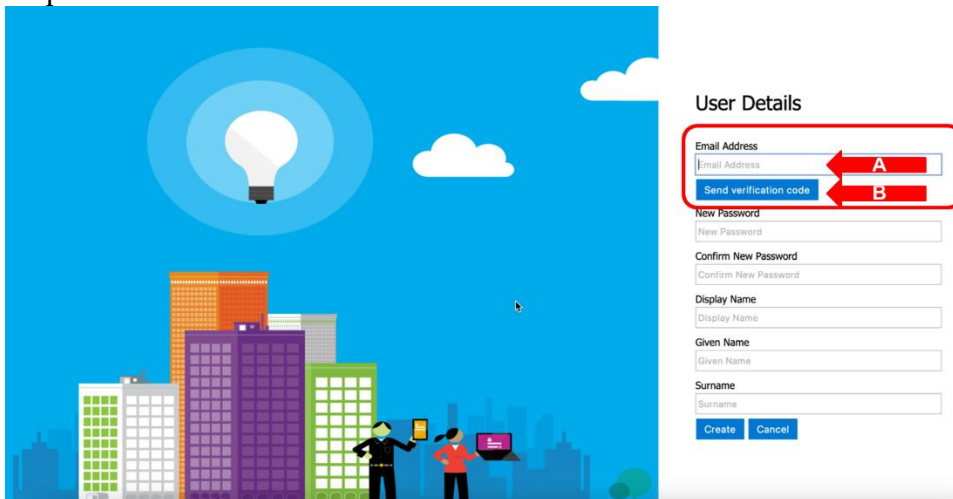 User Details
Email Address
Email Address
A
Send verification code
B
New Password
New Password
Confirm New Password
Confirm New Password
Display Name
Display Name
Given Name
Given Name
Surname
Surname
Create Cancel